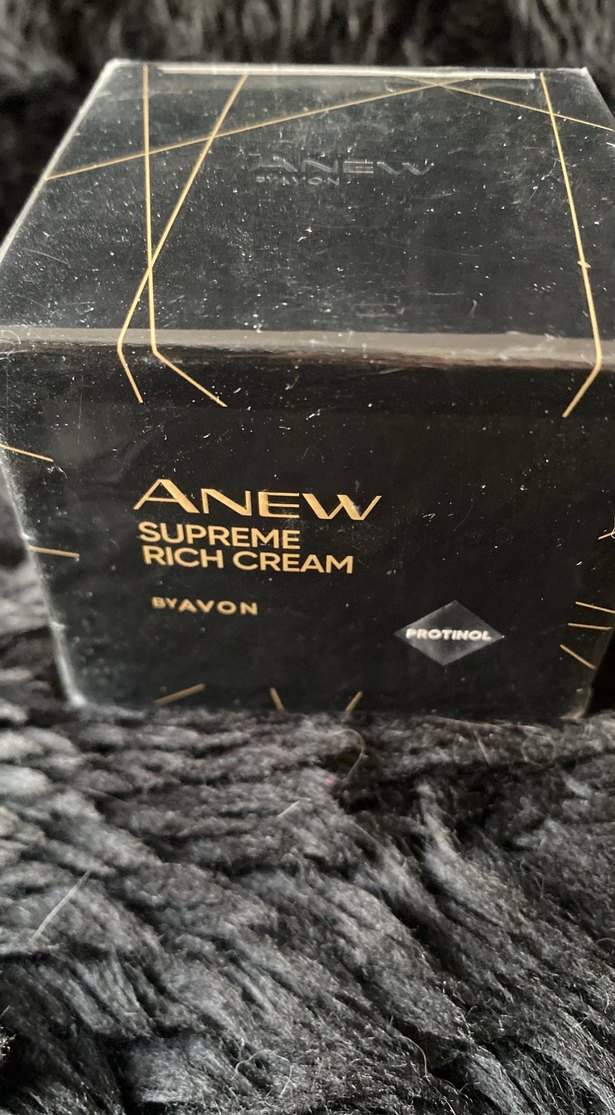 ANEW
BY AVON
ANEW
SUPREME
RICH CREAM
BY AVON
PROTINOL